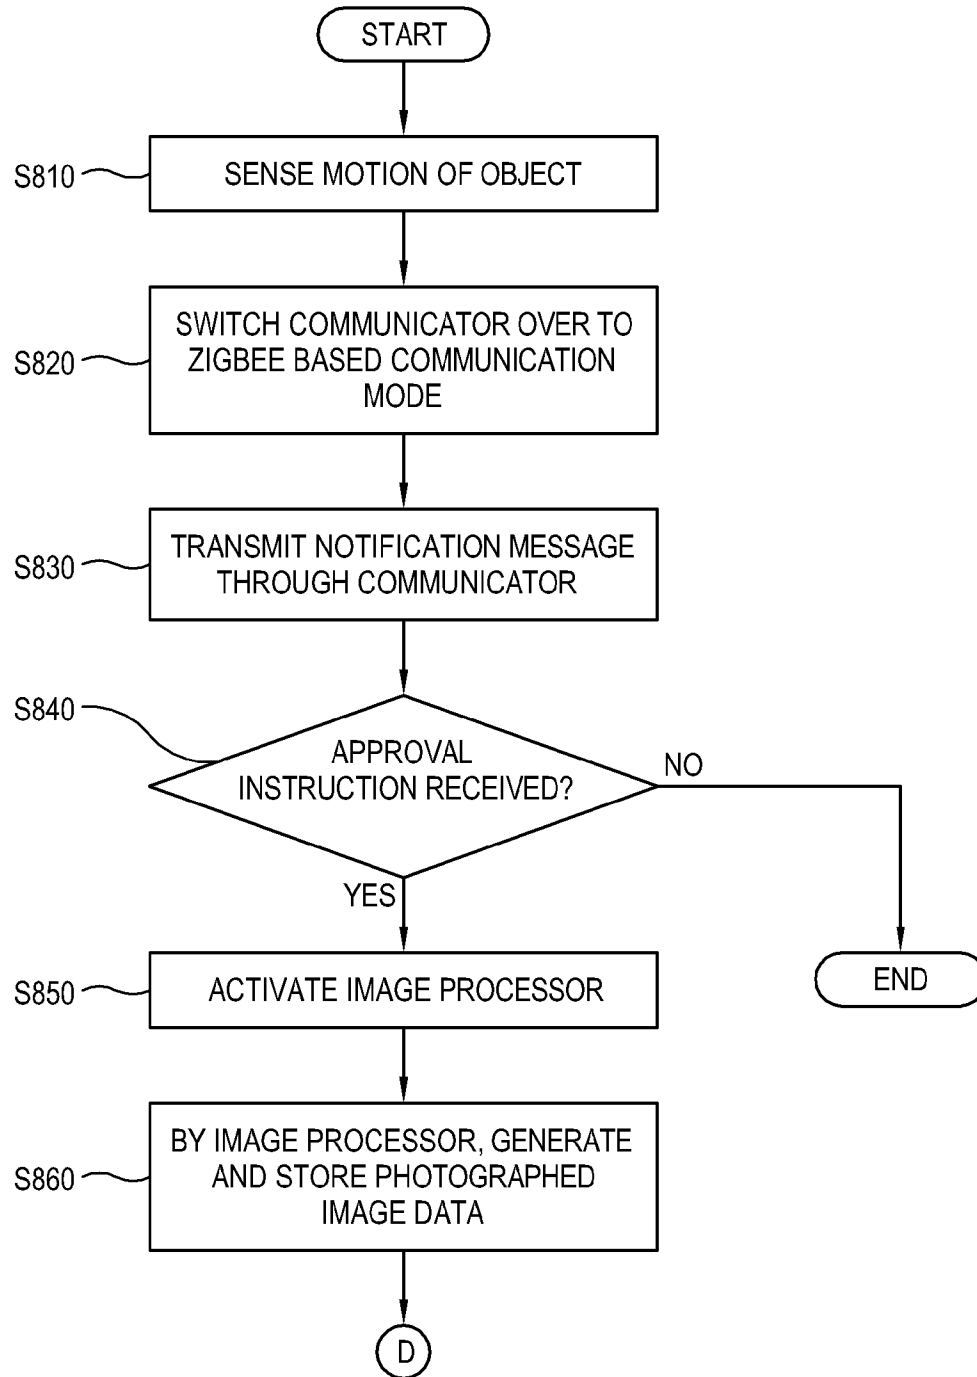 START
S810
SENSE MOTION OF OBJECT
S820
SWITCH COMMUNICATOR OVER TO
ZIGBEE BASED COMMUNICATION
MODE
S830
TRANSMIT NOTIFICATION MESSAGE
THROUGH COMMUNICATOR
S840
APPROVAL
INSTRUCTION RECEIVED?
NO
YES
S850
ACTIVATE IMAGE PROCESSOR
END
S860
BY IMAGE PROCESSOR, GENERATE
AND STORE PHOTOGRAPHED
IMAGE DATA
D